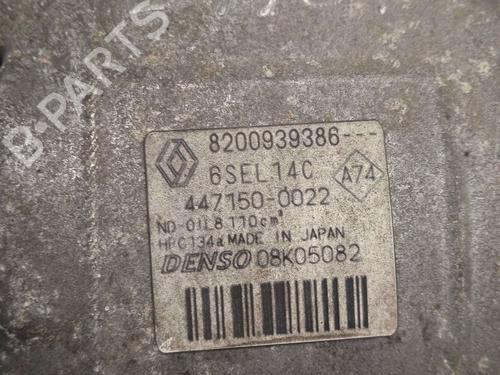 B-PARTS
8200939386---
6SEL14C
A74
447150-0022
ND-OIL8 110cm³
HFC134a MADE IN JAPAN
DENSO 08K05082